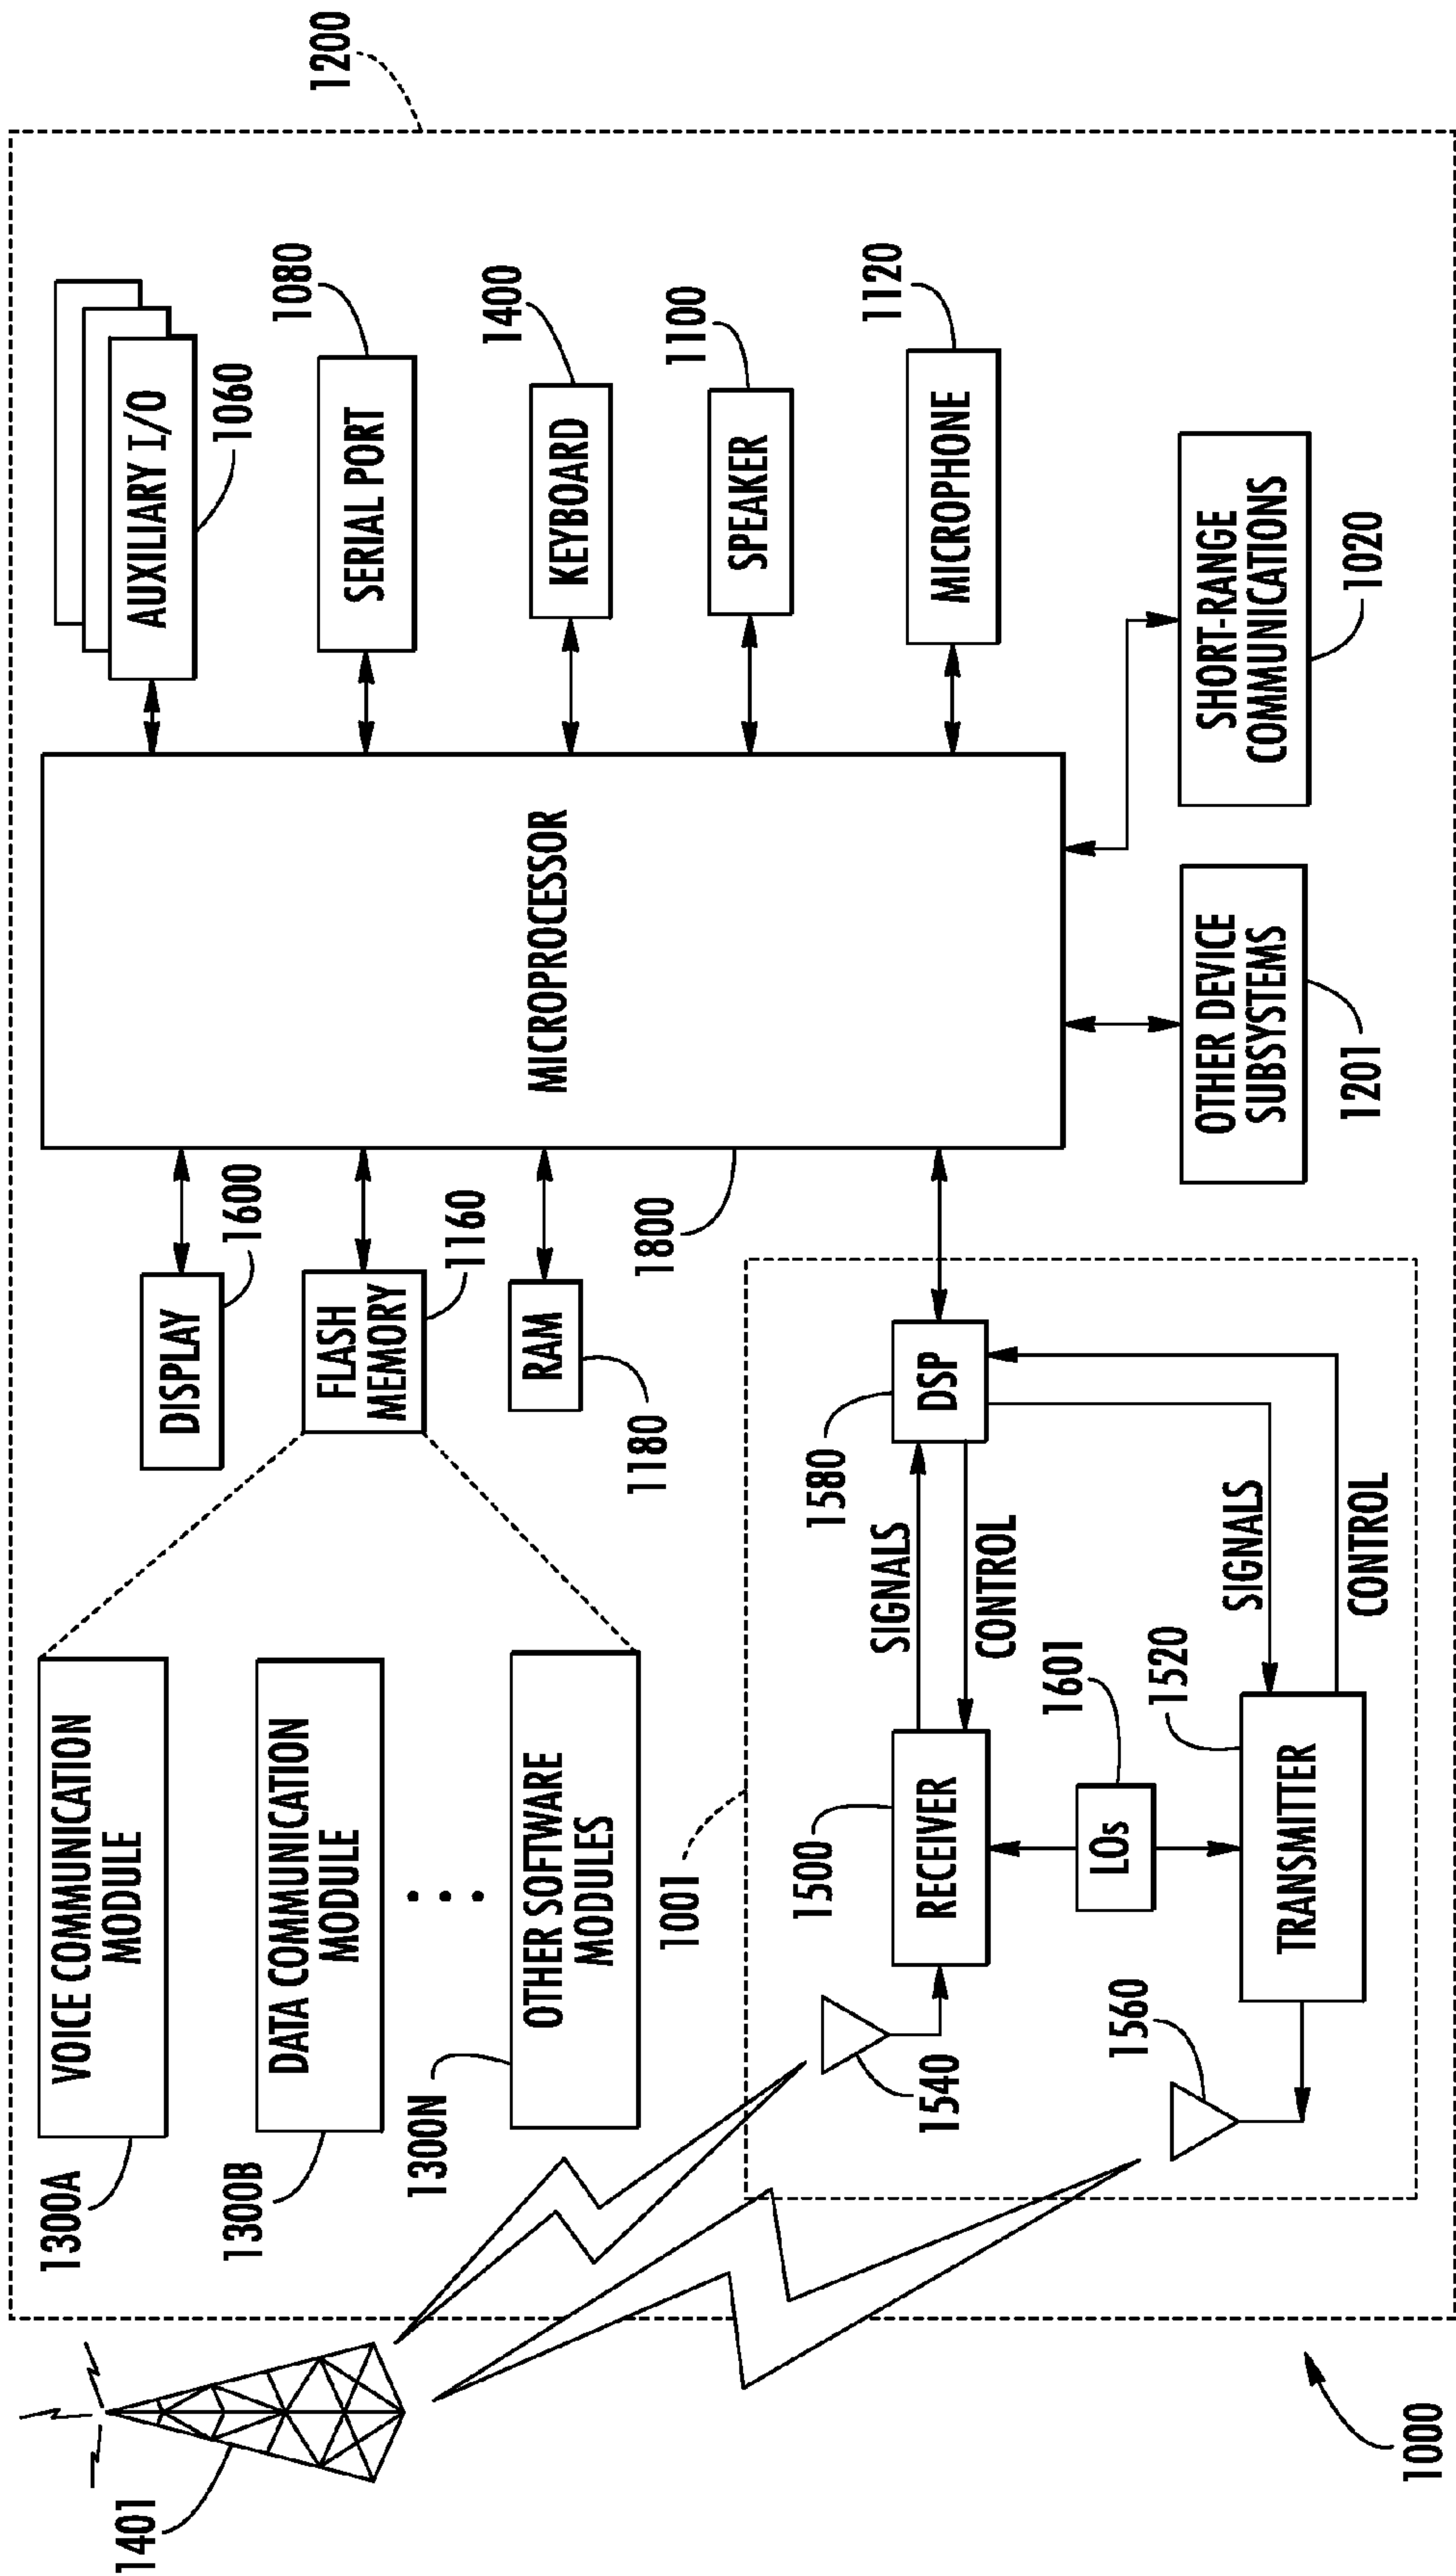 1401
1300A
VOICE COMMUNICATION
MODULE
1300B
DATA COMMUNICATION
MODULE
1300N
OTHER SOFTWARE
MODULES
DISPLAY
1600
FLASH
MEMORY
1160
RAM
1180
1800
MICROPROCESSOR
AUXILIARY I/O
1060
SERIAL PORT
1080
KEYBOARD
1400
SPEAKER
1100
MICROPHONE
1120
1200
1001
1540
1500
RECEIVER
SIGNALS
CONTROL
1580
DSP
LOs
1601
1560
TRANSMITTER
1520
SIGNALS
CONTROL
OTHER DEVICE
SUBSYSTEMS
1201
SHORT-RANGE
COMMUNICATIONS
1020
1000